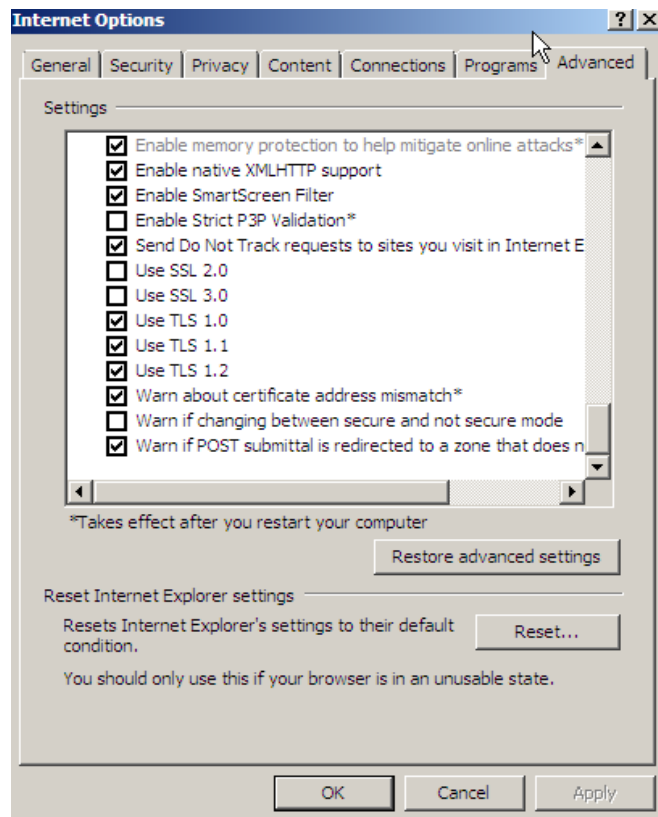 Internet Options
General Security Privacy Content Connections Programs Advanced
Settings
Enable memory protection to help mitigate online attacks*
Enable native XMLHTTP support
Enable SmartScreen Filter
Enable Strict P3P Validation*
Send Do Not Track requests to sites you visit in Internet E
Use SSL 2.0
Use SSL 3.0
Use TLS 1.0
Use TLS 1.1
Use TLS 1.2
Warn about certificate address mismatch*
Warn if changing between secure and not secure mode
Warn if POST submittal is redirected to a zone that does n
*Takes effect after you restart your computer
Restore advanced settings
Reset Internet Explorer settings
Resets Internet Explorer's settings to their default
condition.
Reset...
You should only use this if your browser is in an unusable state.
OK Cancel Apply